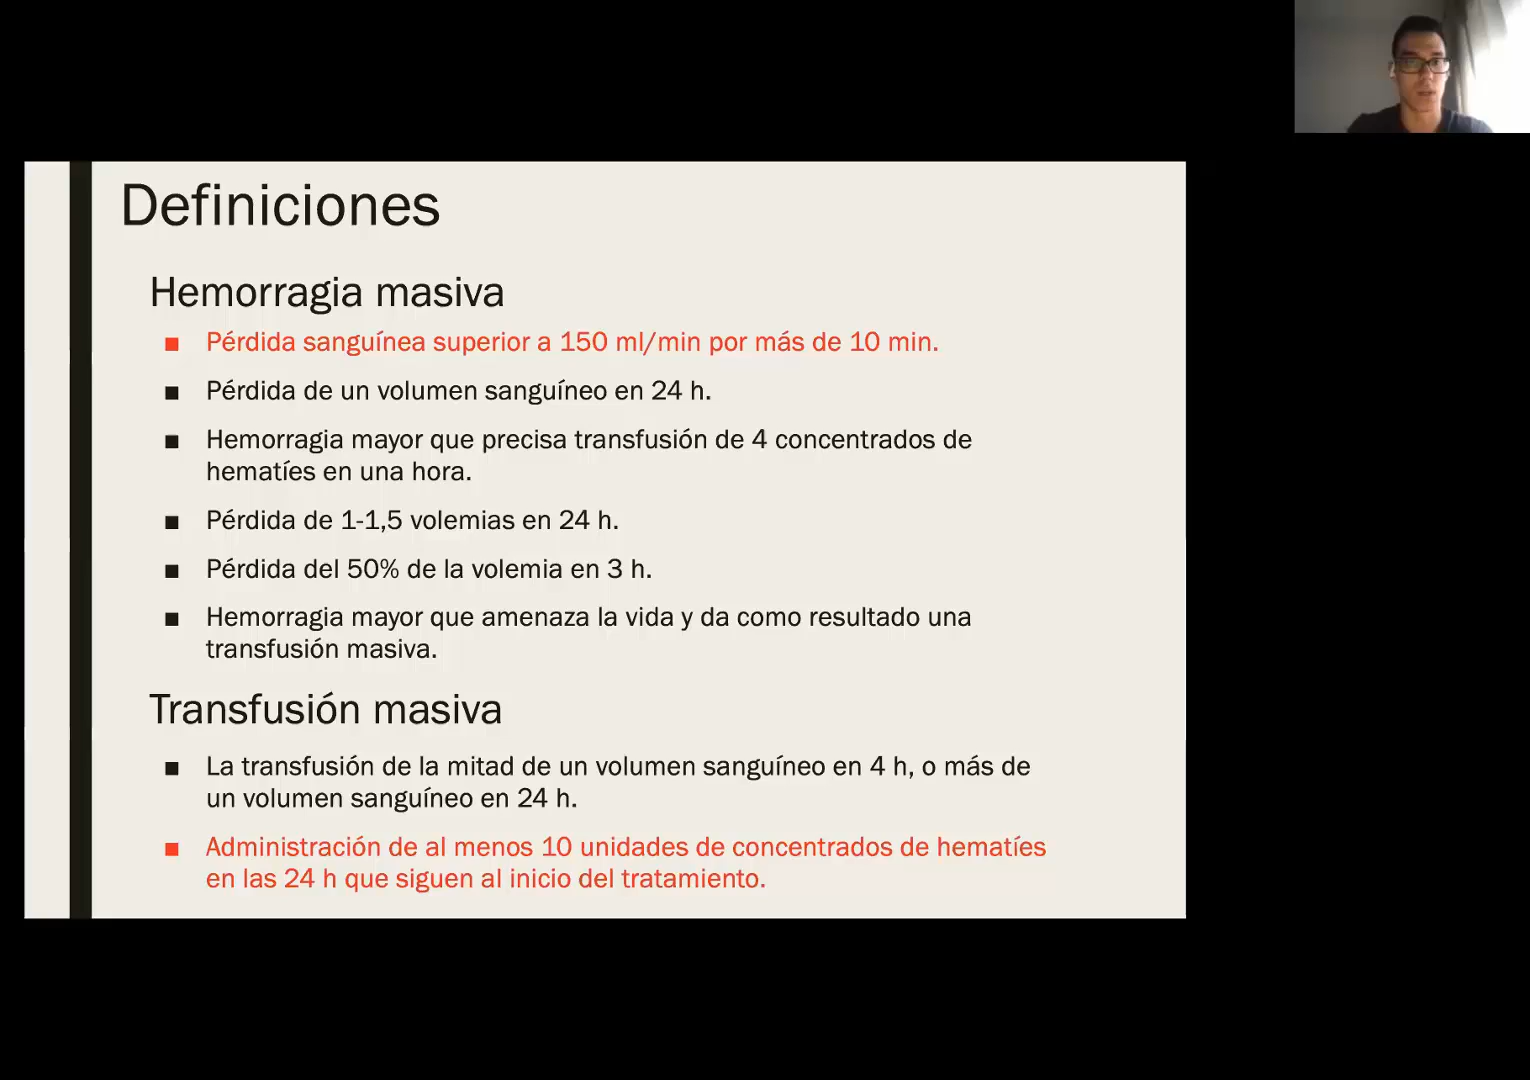 Definiciones
Hemorragia masiva
Pérdida sanguínea superior a 150 ml/min por más de 10 min.
Pérdida de un volumen sanguíneo en 24 h.
Hemorragia mayor que precisa transfusión de 4 concentrados de
hematíes en una hora.
Pérdida de 1-1,5 volemias en 24 h.
Pérdida del 50% de la volemia en 3 h.
Hemorragia mayor que amenaza la vida y da como resultado una
transfusión masiva.
Transfusión masiva
La transfusión de la mitad de un volumen sanguíneo en 4 h, o más de
un volumen sanguíneo en 24 h.
Administración de al menos 10 unidades de concentrados de hematíes
en las 24 h que siguen al inicio del tratamiento.